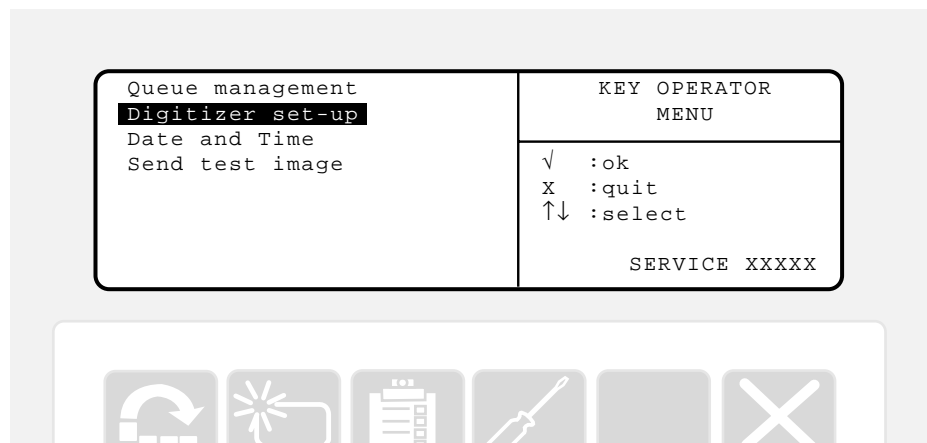 Queue management
Digitizer set-up
Date and Time
Send test image
KEY OPERATOR
MENU
√ :ok
X :quit
↑↓ :select
SERVICE XXXXX